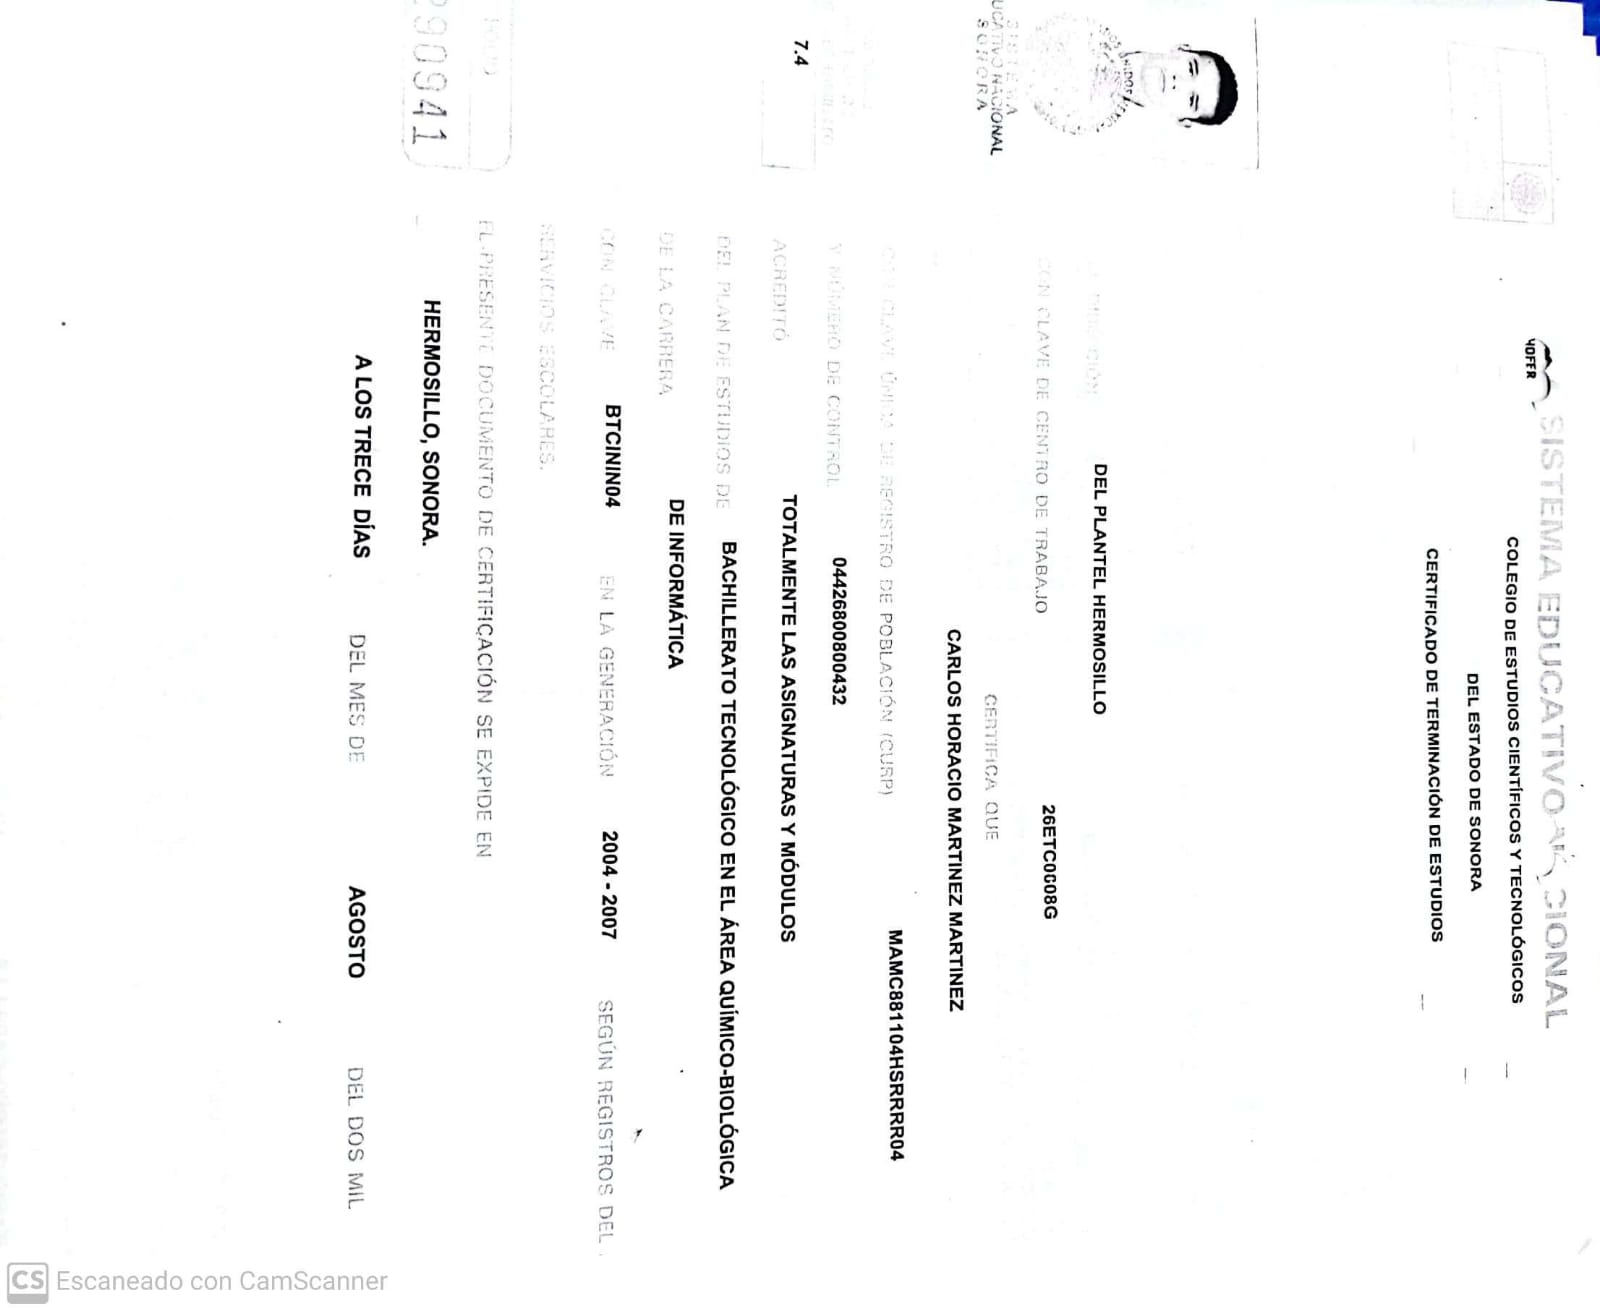 SISTEMA EDUCATIVO CIONAL
COLEGIO DE ESTUDIOS CIENTÍFICOS Y TECNOLÓGICOS
DEL ESTADO DE SONORA
CERTIFICADO DE TERMINACIÓN DE ESTUDIOS
SISTEMA
UCATIVO NACIONAL
SONORA
DEL PLANTEL HERMOSILLO
CON CLAVE DE CENTRO DE TRABAJO 26ETC0008G
CERTIFICA QUE
CARLOS HORACIO MARTINEZ MARTINEZ
CON CLAVE ÚNICA DE REGISTRO DE POBLACIÓN (CURP) MAMC881104HSRRRR04
Y NÚMERO DE CONTROL 04426800800432
7.4
ACREDITÓ TOTALMENTE LAS ASIGNATURAS Y MÓDULOS
DEL PLAN DE ESTUDIOS DE BACHILLERATO TECNOLÓGICO EN EL ÁREA QUÍMICO-BIOLÓGICA
DE LA CARRERA DE INFORMÁTICA
CON CLAVE BTCININ04 EN LA GENERACIÓN 2004 - 2007 SEGÚN REGISTROS DEL
SERVICIOS ESCOLARES.
EL PRESENTE DOCUMENTO DE CERTIFICACIÓN SE EXPIDE EN
90941
HERMOSILLO, SONORA.
A LOS TRECE DÍAS DEL MES DE AGOSTO DEL DOS MIL
CS Escaneado con CamScanner